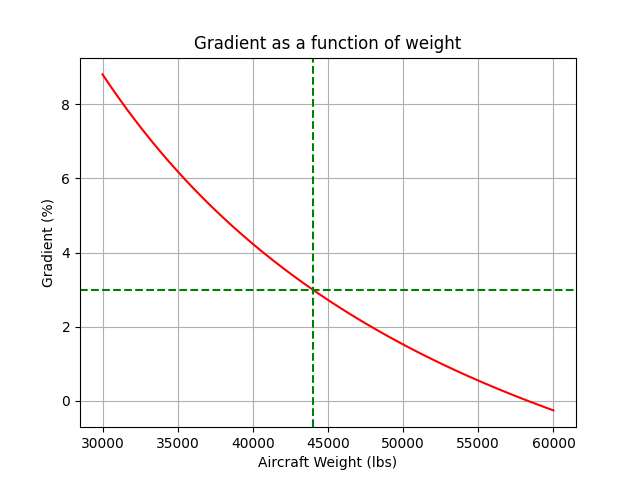 Gradient as a function of weight
8
6
4
2
0
Gradient (%)
30000 35000 40000 45000 50000 55000 60000
Aircraft Weight (lbs)